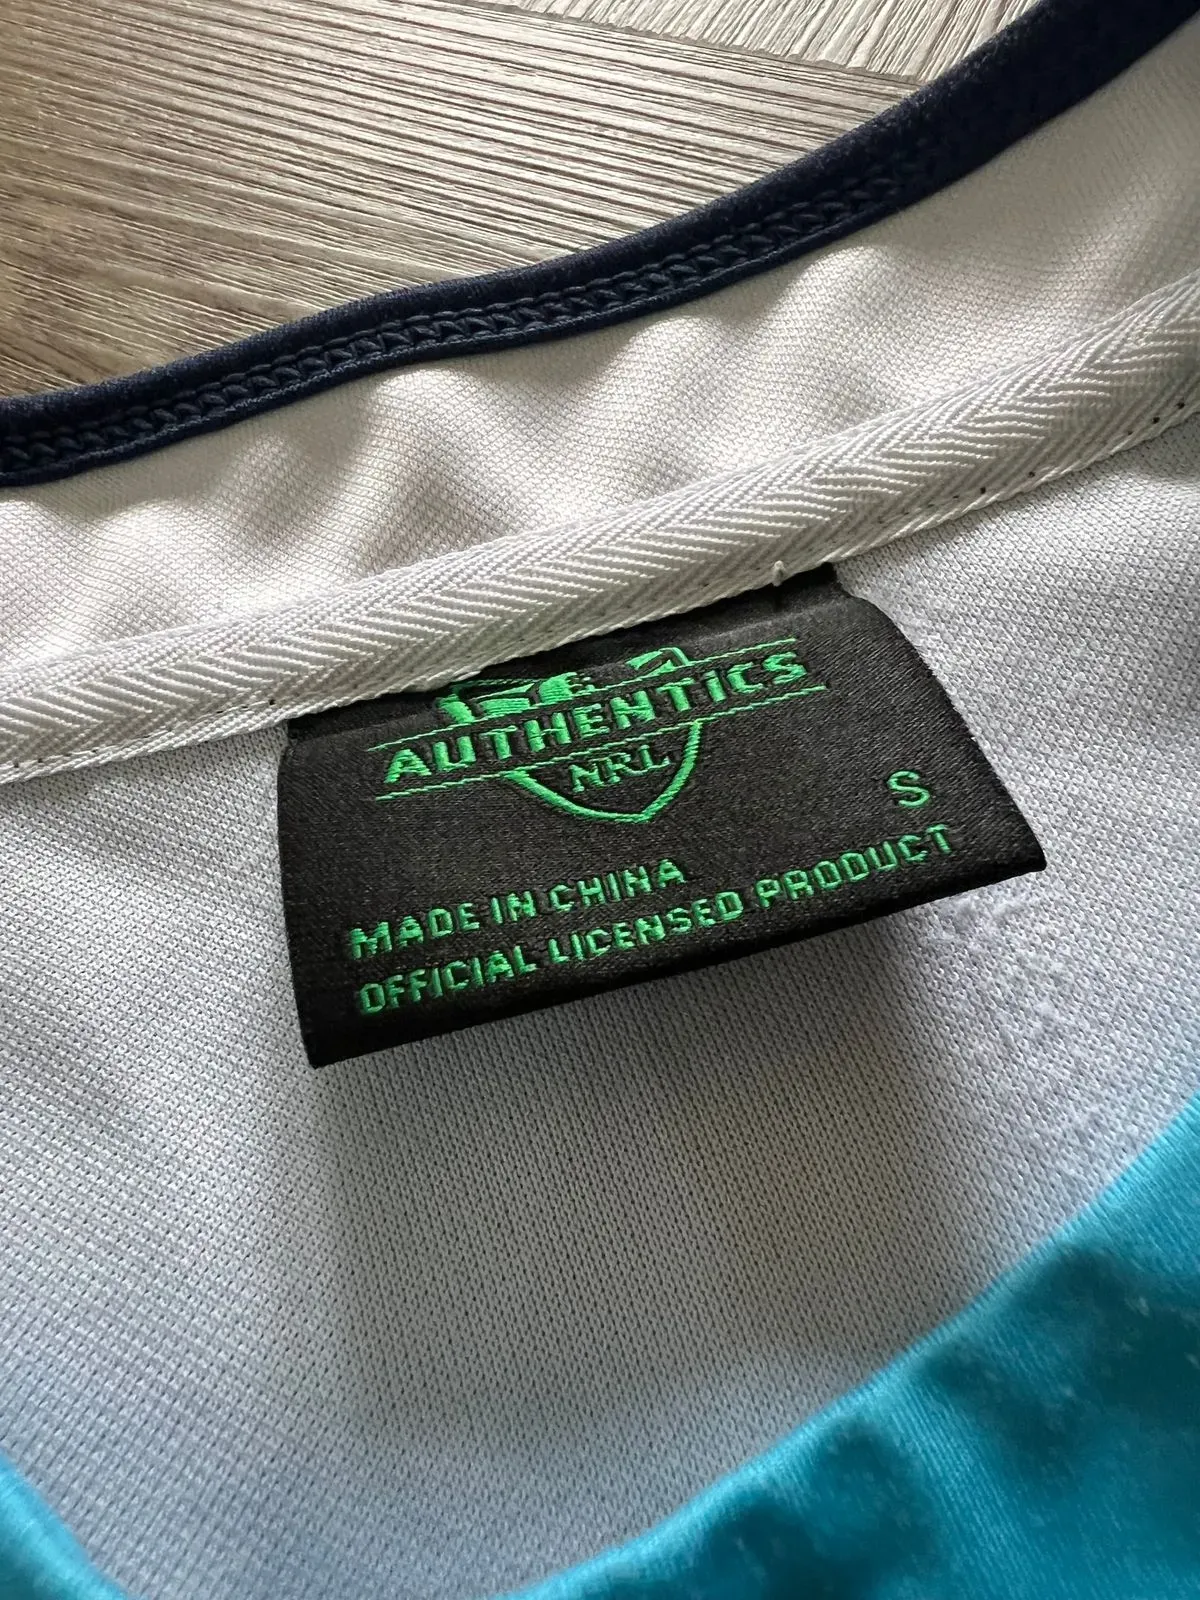 AUTHENTICS
NRL
S
MADE IN CHINA
OFFICIAL LICENSED PRODUCT